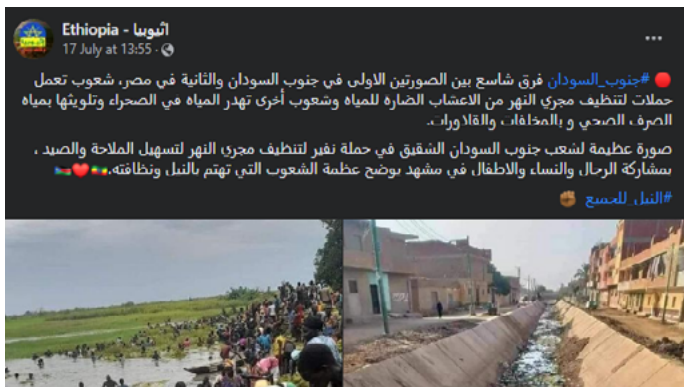 Ethiopia - اثيوبيا
17 July at 13:55 ·
#جنوب_السودان فرق شاسع بين الصورتين الاولى في جنوب السودان والثانية في مصر، شعوب تعمل
حملات لتنظيف مجري النهر من الاعشاب الضارة للمياه وشعوب أخرى تهدر المياه في الصحراء وتلويثها بمياه
الصرف الصحي و بالمخلفات والقاذورات.
صورة عظيمة لشعب جنوب السودان الشقيق في حملة نفير لتنظيف مجري النهر لتسهيل الملاحة والصيد ،
بمشاركة الرجال والنساء والاطفال في مشهد يوضح عظمة الشعوب التي تهتم بالنيل ونظافته.
#النيل_للجميع